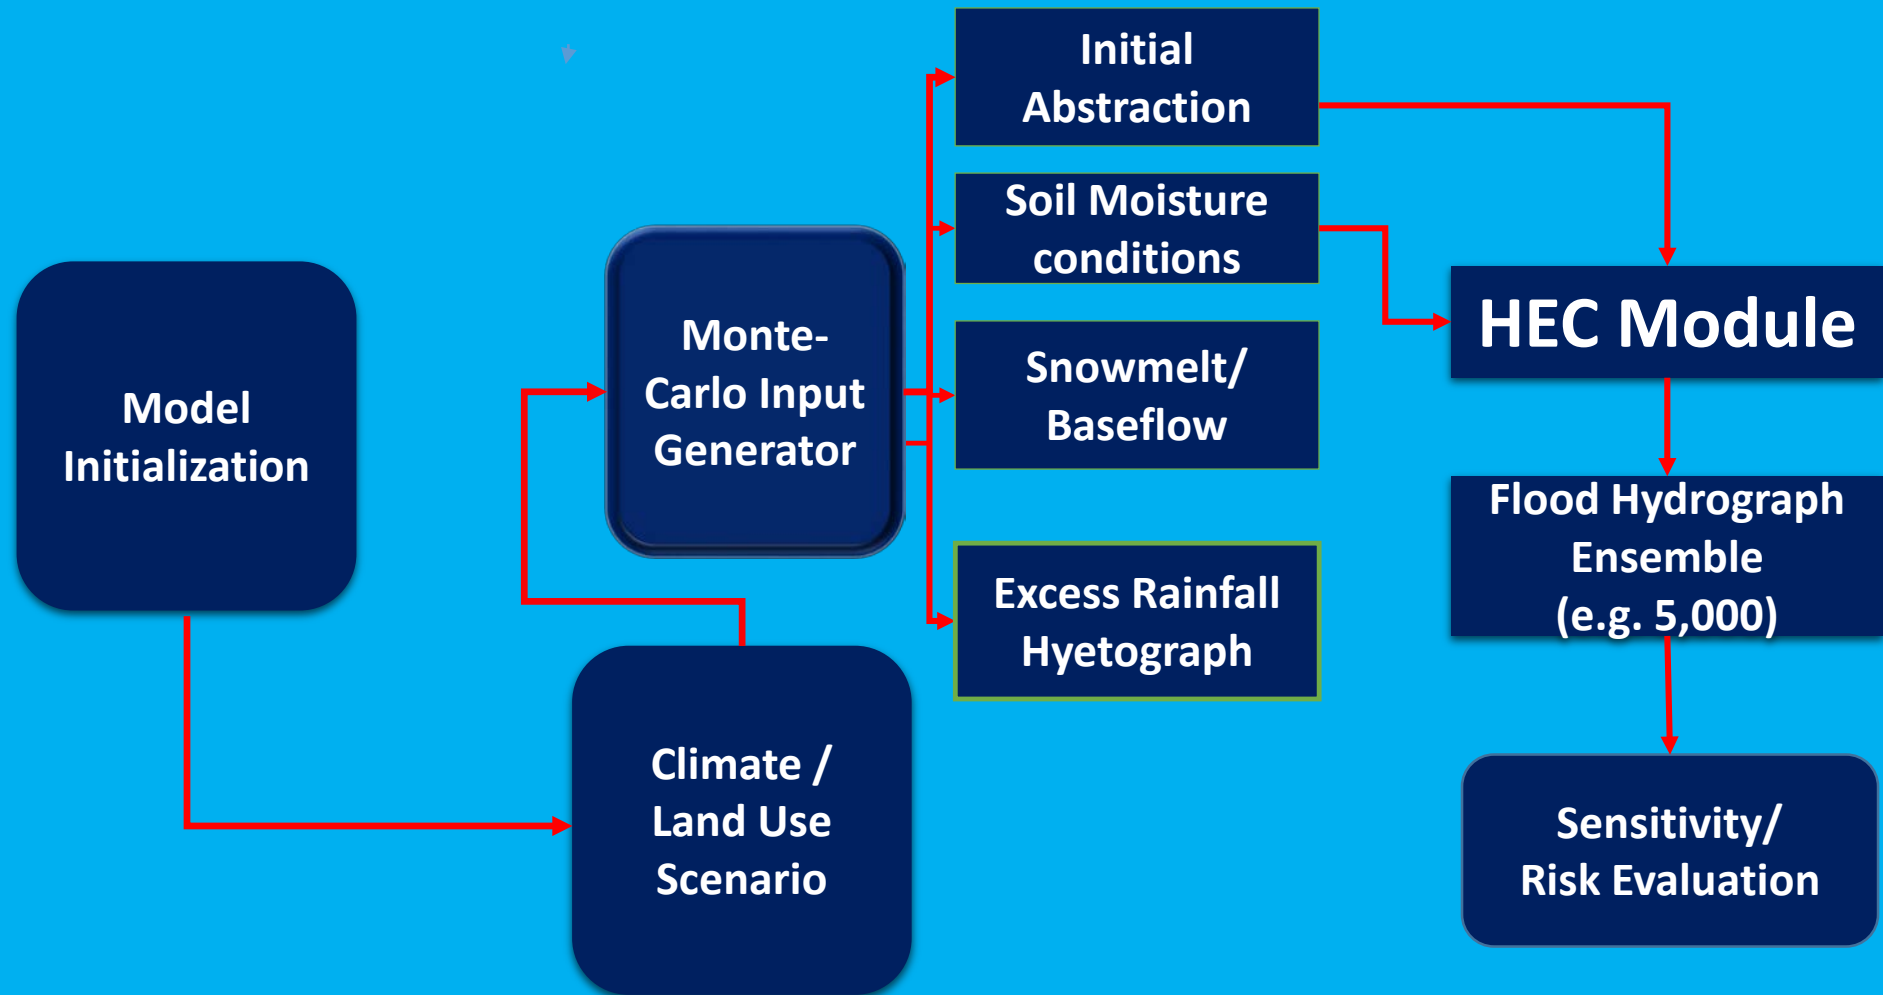 Model
Initialization
Climate /
Land Use
Scenario
Monte-
Carlo Input
Generator
Initial
Abstraction
Soil Moisture
conditions
Snowmelt/
Baseflow
Excess Rainfall
Hyetograph
HEC Module
Flood Hydrograph
Ensemble
(e.g. 5,000)
Sensitivity/
Risk Evaluation